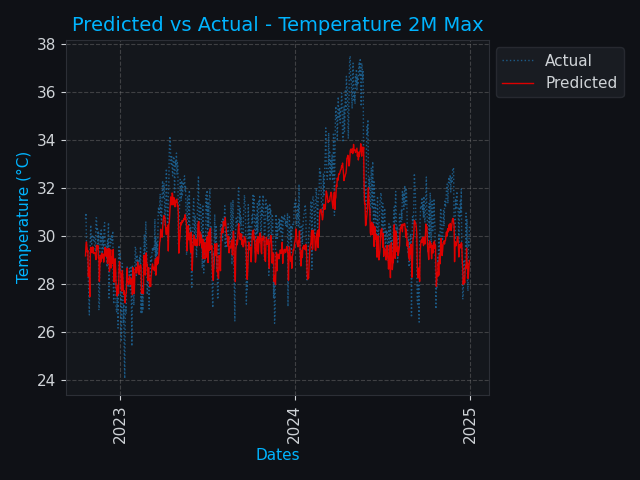 Predicted vs Actual - Temperature 2M Max
Actual
Predicted
38
36
34
32
30
28
26
24
Temperature (°C)
2023
2024
2025
Dates